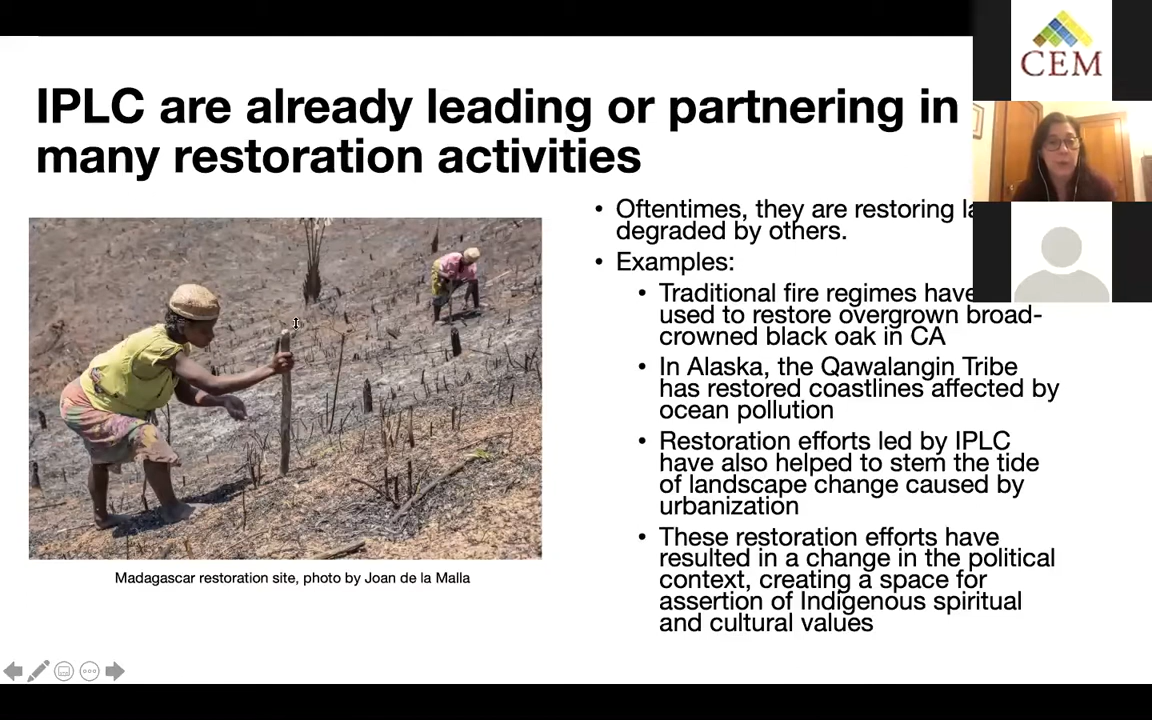 IPLC are already leading or partnering in
many restoration activities
CEM
• Oftentimes, they are restoring
degraded by others.
• Examples:
• Traditional fire regimes have
used to restore overgrown broad-
crowned black oak in CA
• In Alaska, the Qawalangin Tribe
has restored coastlines affected by
ocean pollution
• Restoration efforts led by IPLC
have also helped to stem the tide
of landscape change caused by
urbanization
• These restoration efforts have
resulted in a change in the political
context, creating a space for
assertion of Indigenous spiritual
and cultural values
Madagascar restoration site, photo by Joan de la Malla